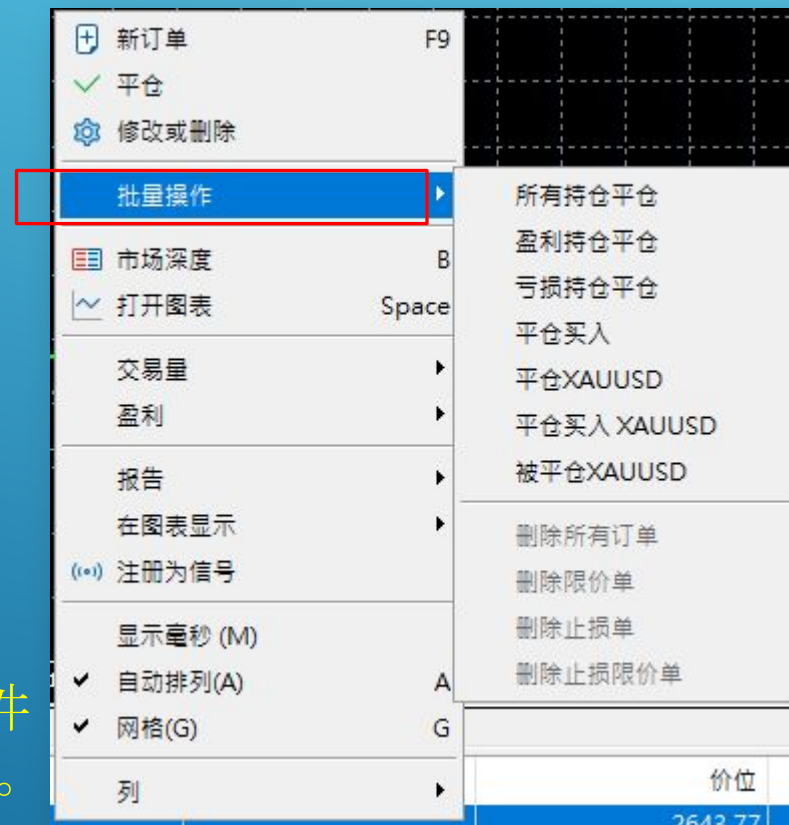 新订单 F9
平仓
修改或删除
批量操作
市场深度 B
打开图表 Space
交易量
盈利
报告
在图表显示
注册为信号
显示毫秒 (M)
自动排列(A) A
网格(G) G
列
所有持仓平仓
盈利持仓平仓
亏损持仓平仓
平仓买入
平仓XAUUSD
平仓买入 XAUUSD
被平仓XAUUSD
删除所有订单
删除限价单
删除止损单
删除止损限价单
件
。
价位
2643.77